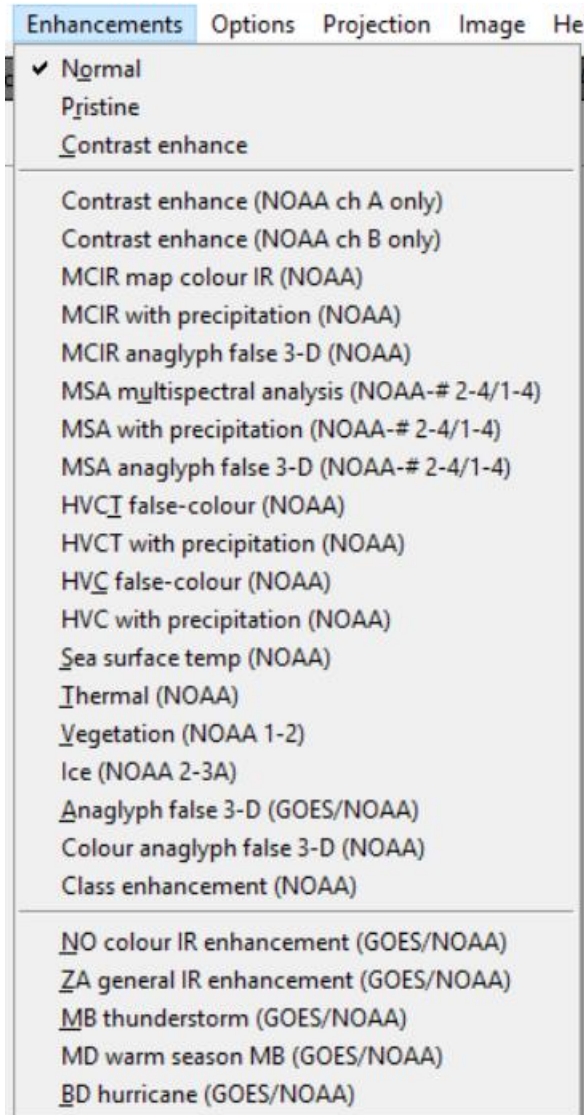 Enhancements Options Projection Image He
✔ Normal
Pristine
Contrast enhance
Contrast enhance (NOAA ch A only)
Contrast enhance (NOAA ch B only)
MCIR map colour IR (NOAA)
MCIR with precipitation (NOAA)
MCIR anaglyph false 3-D (NOAA)
MSA multispectral analysis (NOAA-# 2-4/1-4)
MSA with precipitation (NOAA-# 2-4/1-4)
MSA anaglyph false 3-D (NOAA-# 2-4/1-4)
HVCT false-colour (NOAA)
HVCT with precipitation (NOAA)
HVC false-colour (NOAA)
HVC with precipitation (NOAA)
Sea surface temp (NOAA)
Thermal (NOAA)
Vegetation (NOAA 1-2)
Ice (NOAA 2-3A)
Anaglyph false 3-D (GOES/NOAA)
Colour anaglyph false 3-D (NOAA)
Class enhancement (NOAA)
NO colour IR enhancement (GOES/NOAA)
ZA general IR enhancement (GOES/NOAA)
MB thunderstorm (GOES/NOAA)
MD warm season MB (GOES/NOAA)
BD hurricane (GOES/NOAA)